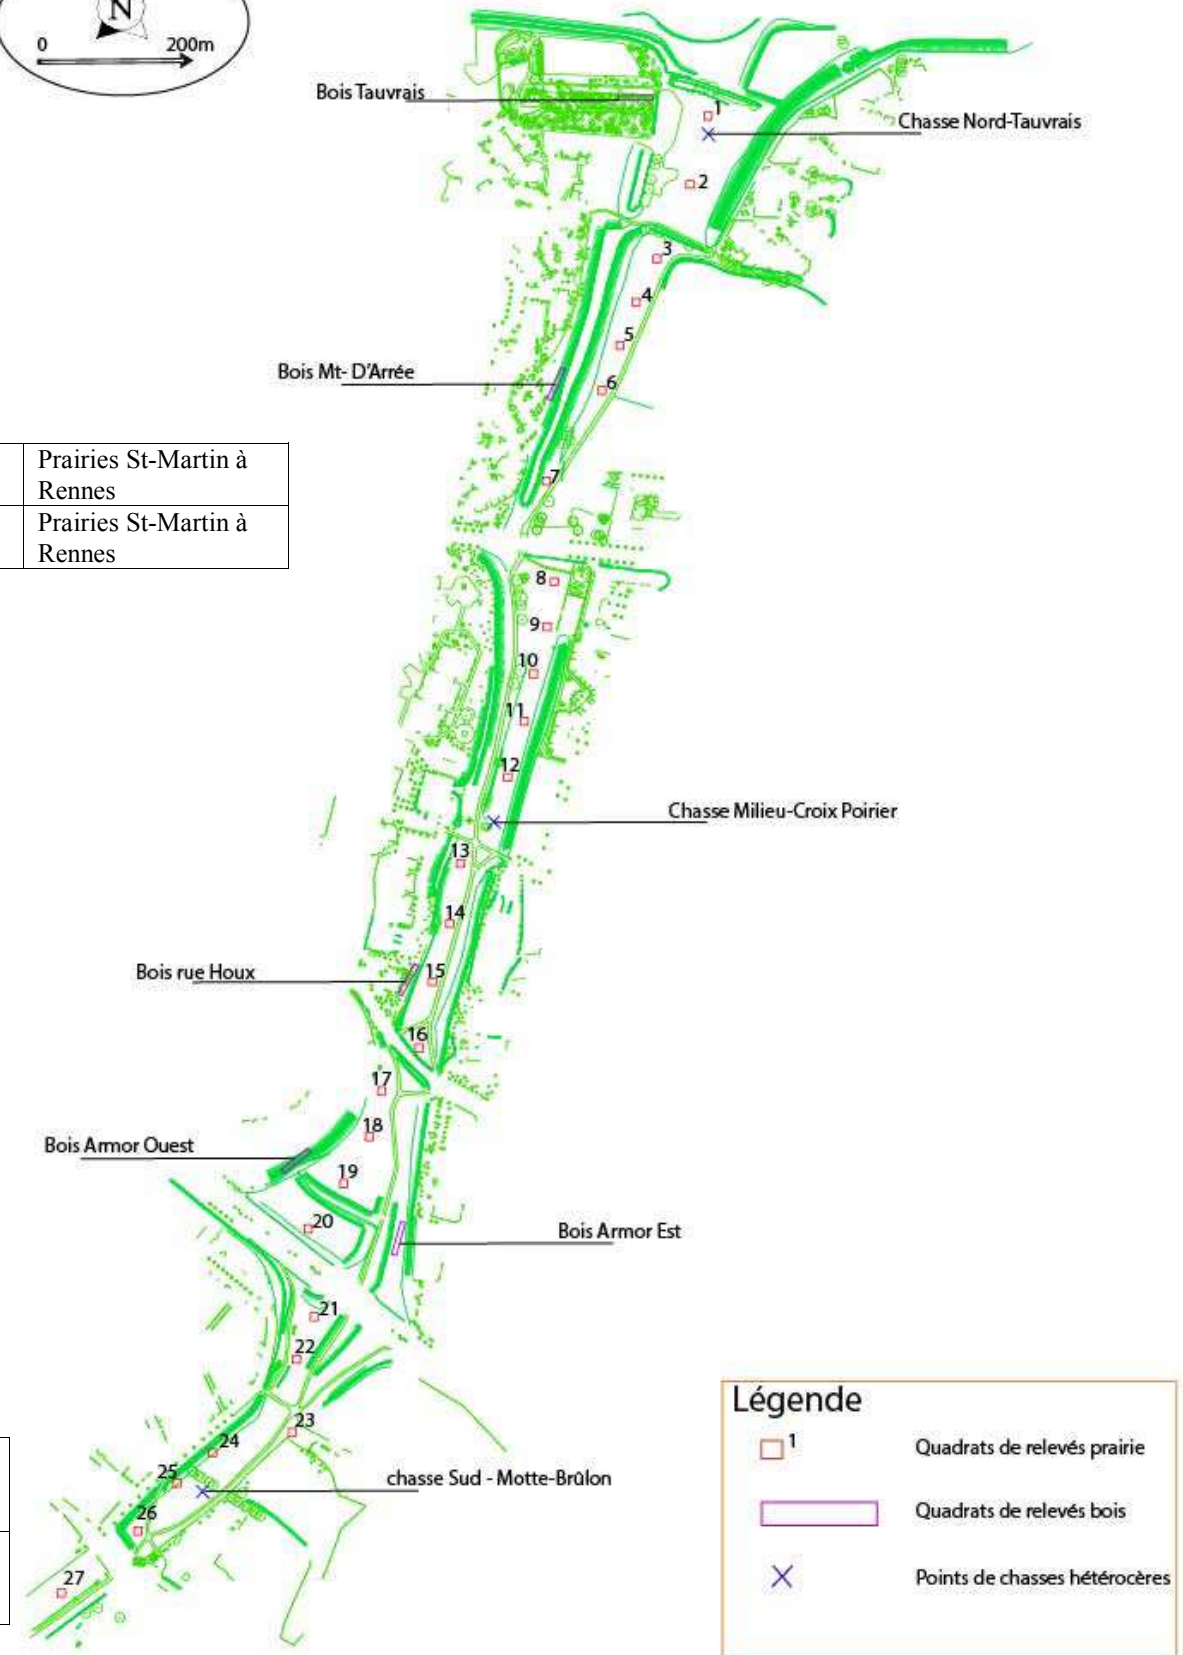 N
0 200m
Bois Tauvrais
1
Chasse Nord-Tauvrais
2
3
4
5
Bois Mt- D'Arrée
6
Prairies St-Martin à
Rennes
Prairies St-Martin à
Rennes
7
8
9
10
11
12
Chasse Milieu-Croix Poirier
13
14
Bois rue Houx
15
16
17
18
Bois Armor Ouest
19
20
Bois Armor Est
21
22
23
24
25
chasse Sud - Motte-Brûlon
26
27
Légende
1 Quadrats de relevés prairie
Quadrats de relevés bois
Points de chasses hétérocères